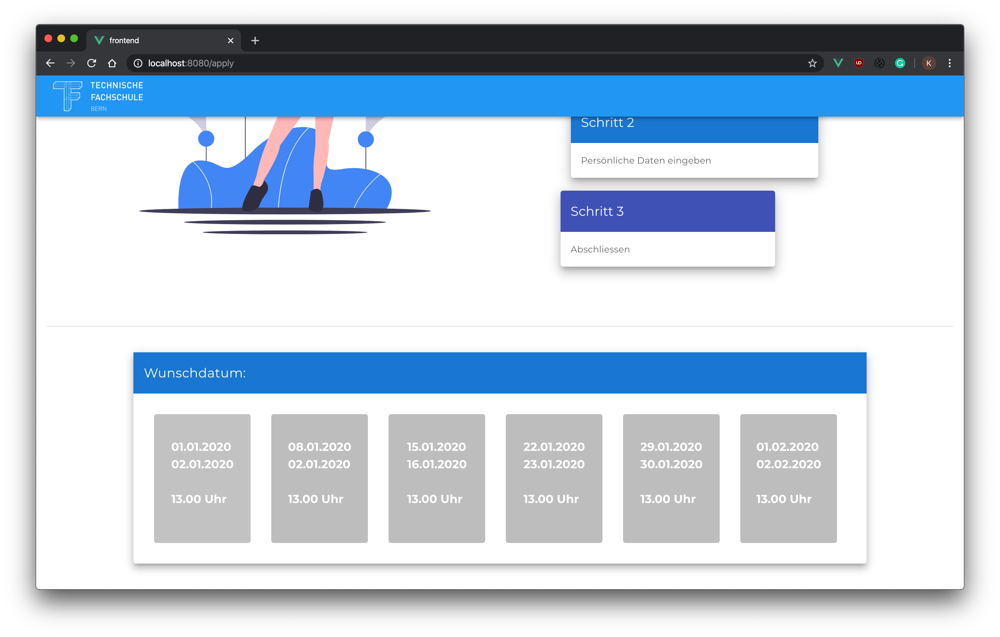 frontend
localhost:8080/apply
K
TECHNISCHE
FACHSCHULE
BERN
Schritt 2
Persönliche Daten eingeben
Schritt 3
Abschliessen
Wunschdatum:
01.01.2020
02.01.2020
13.00 Uhr
08.01.2020
02.01.2020
13.00 Uhr
15.01.2020
16.01.2020
13.00 Uhr
22.01.2020
23.01.2020
13.00 Uhr
29.01.2020
30.01.2020
13.00 Uhr
01.02.2020
02.02.2020
13.00 Uhr